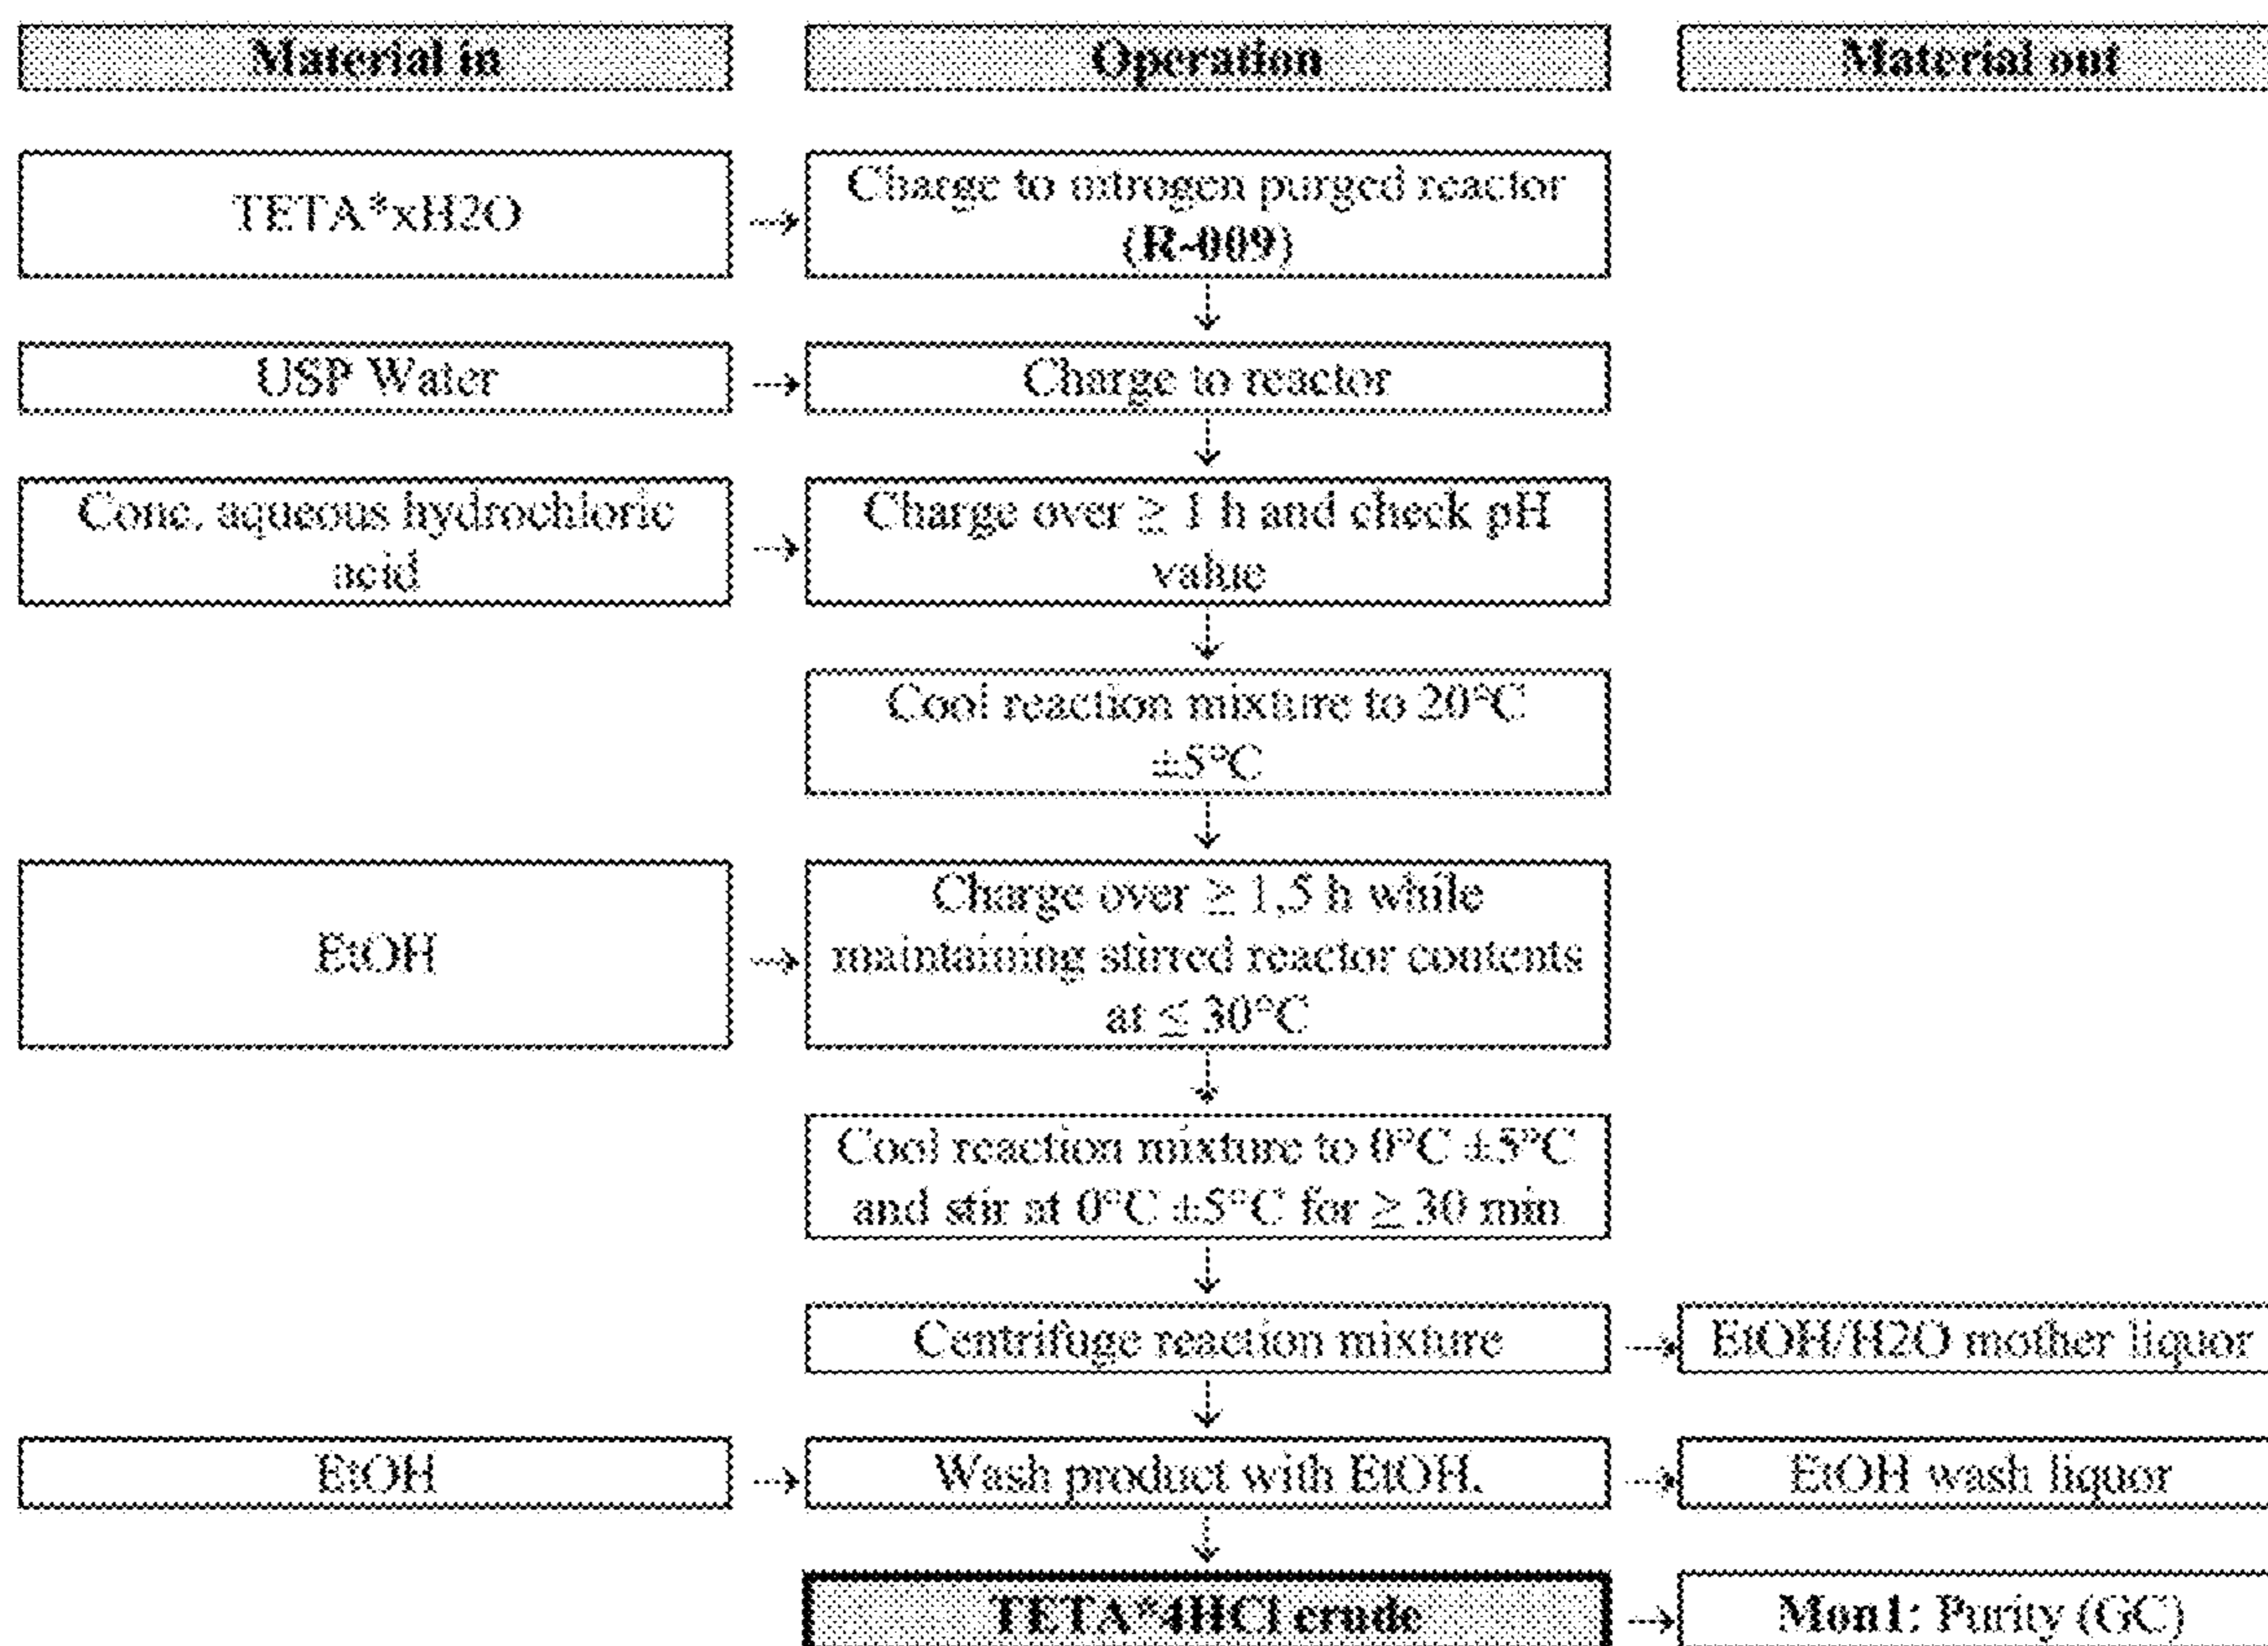 Material in
Operation
Material out
TETA*xH2O
Charge to nitrogen purged reactor
(R-009)
USP Water
Charge to reactor
Conc. aqueous hydrochloric
acid
Charge over ≥ 1 h and check pH
value
Cool reaction mixture to 20°C
±5°C
EtOH
Charge over ≥ 1.5 h while
maintaining stirred reactor contents
at ≤ 30°C
Cool reaction mixture to 0°C ±5°C
and stir at 0°C ±5°C for ≥ 30 min
Centrifuge reaction mixture
EtOH/H2O mother liquor
EtOH
Wash product with EtOH.
EtOH wash liquor
TETA*4HCl crude
Mon1: Purity (GC)